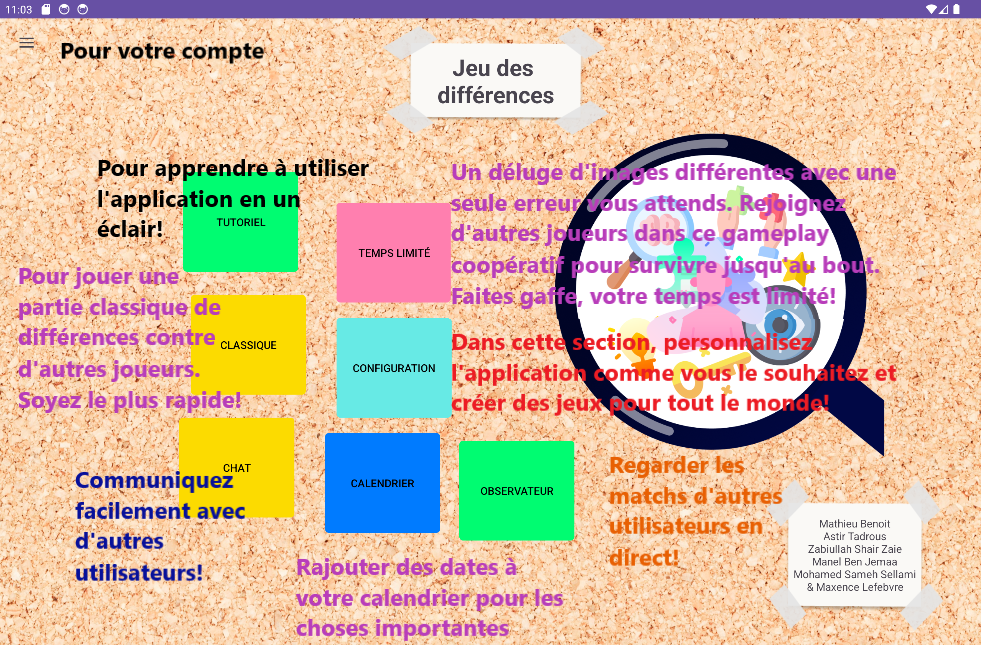 11:03
Pour votre compte
Jeu des
différences
Pour apprendre à utiliser
l'application en un
éclair!
TUTORIEL
Un déluge d'images différentes avec une
seule erreur vous attends. Rejoignez
d'autres joueurs dans ce gameplay
coopératif pour survivre jusqu'au bout.
Faites gaffe, votre temps est limité!
TEMPS LIMITÉ
Pour jouer une
partie classique de
différences contre
d'autres joueurs.
Soyez le plus rapide!
CLASSIQUE
CONFIGURATION
Dans cette section, personnalisez
l'application comme vous le souhaitez et
créer des jeux pour tout le monde!
CHAT
Communiquez
facilement avec
d'autres
utilisateurs!
CALENDRIER
OBSERVATEUR
Regarder les
matchs d'autres
utilisateurs en
direct!
Rajouter des dates à
votre calendrier pour les
choses importantes
Mathieu Benoit
Astir Tadrous
Zabiullah Shair Zaie
Manel Ben Jemaa
Mohamed Sameh Sellami
& Maxence Lefebvre